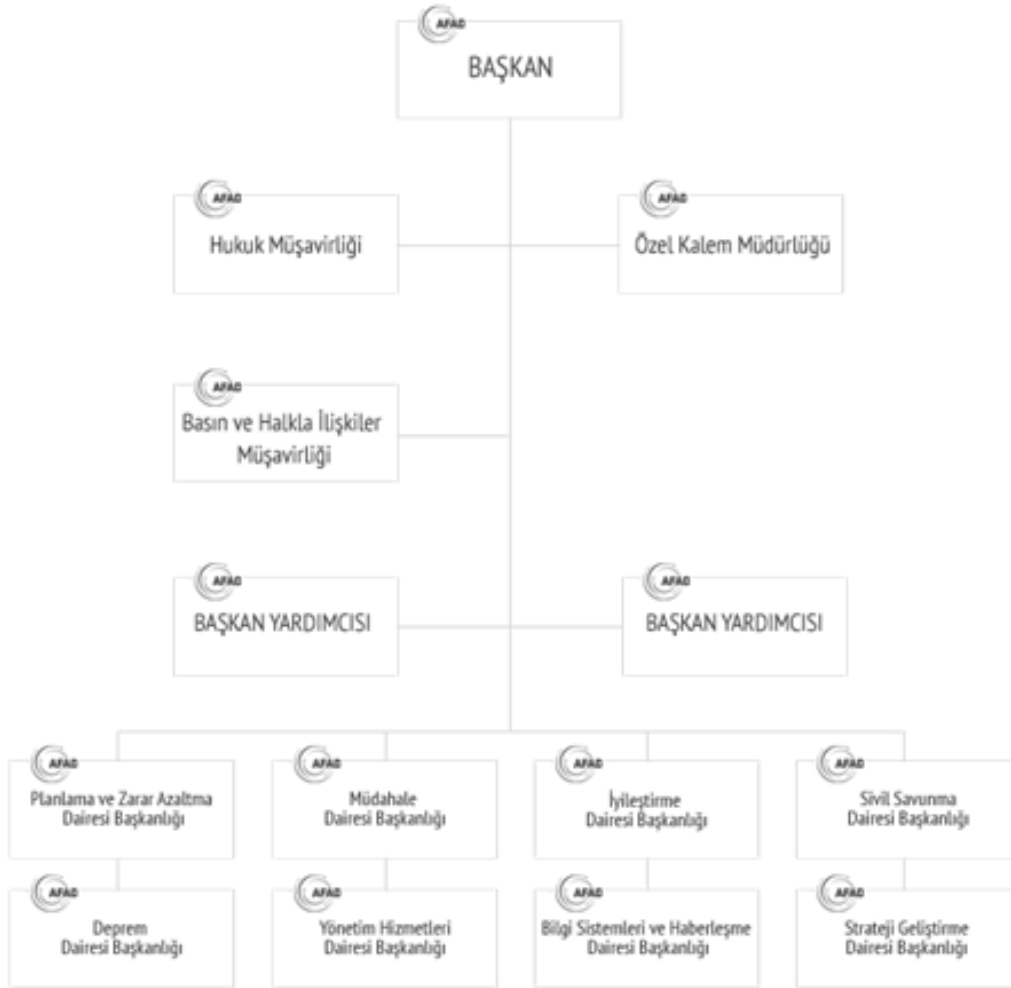 AFAD
BAŞKAN
AFAD
AFAD
Hukuk Müşavirliği
Özel Kalem Müdürlüğü
AFAD
Basın ve Halkla İlişkiler
Müşavirliği
AFAD
AFAD
BAŞKAN YARDIMCISI
BAŞKAN YARDIMCISI
AFAD
AFAD
AFAD
AFAD
Planlama ve Zarar Azaltma
Dairesi Başkanlığı
Müdahale
Dairesi Başkanlığı
İyileştirme
Dairesi Başkanlığı
Sivil Savunma
Dairesi Başkanlığı
AFAD
AFAD
AFAD
AFAD
Deprem
Dairesi Başkanlığı
Yönetim Hizmetleri
Dairesi Başkanlığı
Bilgi Sistemleri ve Haberleşme
Dairesi Başkanlığı
Strateji Geliştirme
Dairesi Başkanlığı